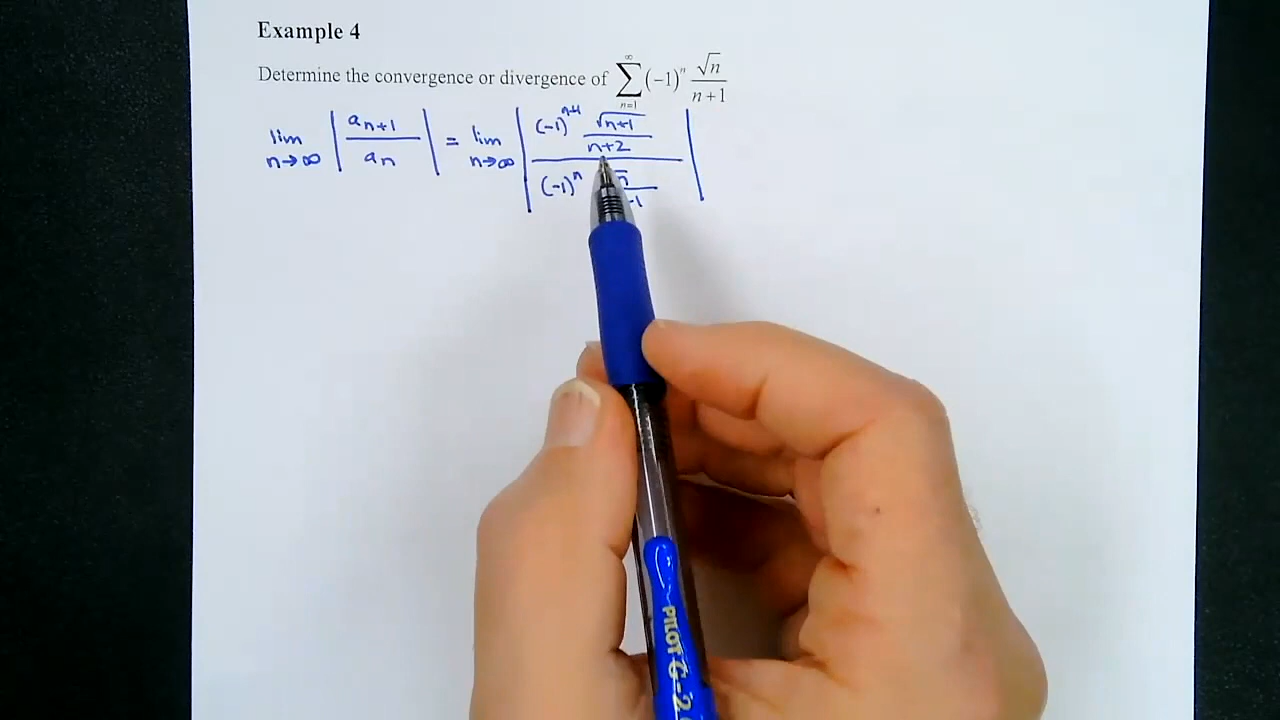 Example 4
Determine the convergence or divergence of ∑_{n=1}^{∞} (−1)^n √n / (n+1)
lim_{n→∞} | a_{n+1} / a_n | = lim_{n→∞} | (−1)^{n+1} √(n+1) / (n+2) / (−1)^n √n / −1 |
PILOT G-2